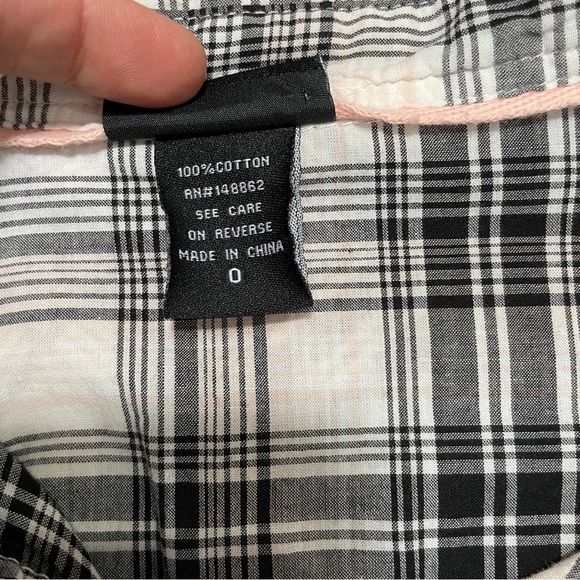 100%COTTON
RN#148862
SEE CARE
ON REVERSE
MADE IN CHINA
0